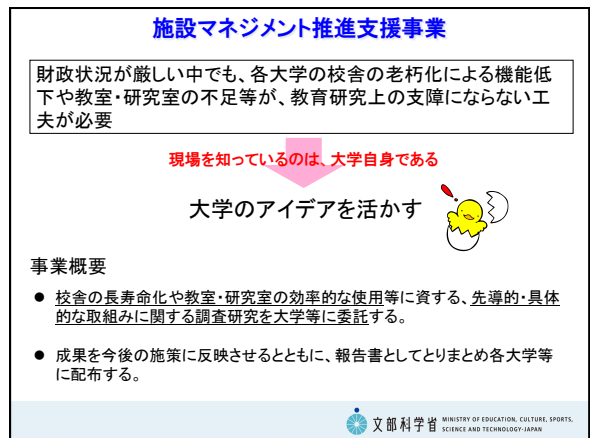 施設マネジメント推進支援事業
財政状況が厳しい中でも、各大学の校舎の老朽化による機能低
下や教室・研究室の不足等が、教育研究上の支障にならない工
夫が必要
現場を知っているのは、大学自身である
大学のアイデアを活かす
事業概要
● 校舎の長寿命化や教室・研究室の効率的な使用等に資する、先導的・具体
的な取組みに関する調査研究を大学等に委託する。
● 成果を今後の施策に反映させるとともに、報告書としてとりまとめ各大学等
に配布する。
文部科学省 MINISTRY OF EDUCATION, CULTURE, SPORTS,
SCIENCE AND TECHNOLOGY-JAPAN